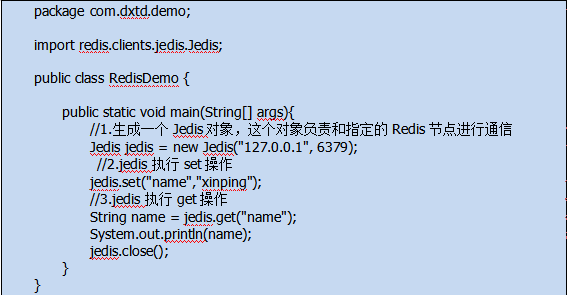 package com.dxtd.demo;
import redis.clients.jedis.Jedis;
public class RedisDemo {
public static void main(String[] args){
//1.生成一个 Jedis 对象，这个对象负责和指定的 Redis 节点进行通信
Jedis jedis = new Jedis("127.0.0.1", 6379);
//2.jedis 执行 set 操作
jedis.set("name","xinping");
//3.jedis 执行 get 操作
String name = jedis.get("name");
System.out.println(name);
jedis.close();
}
}